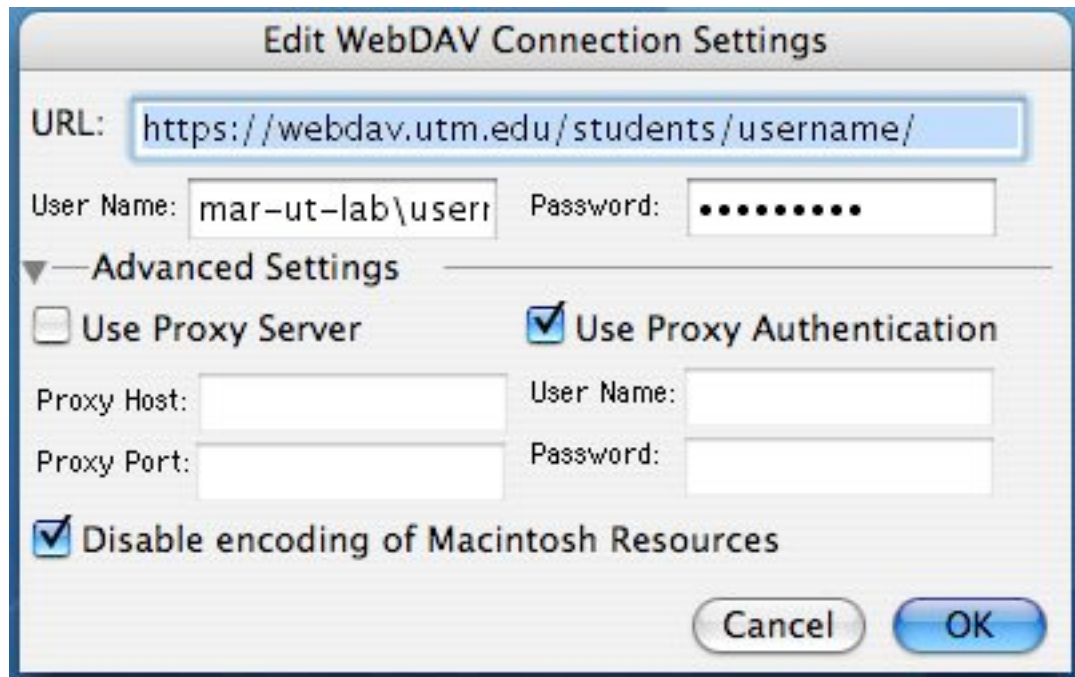 Edit WebDAV Connection Settings
URL: https://webdav.utm.edu/students/username/
User Name: mar-ut-lab\user Password: •••••••••
Advanced Settings
Use Proxy Server Use Proxy Authentication
Proxy Host: User Name:
Proxy Port: Password:
Disable encoding of Macintosh Resources
Cancel OK